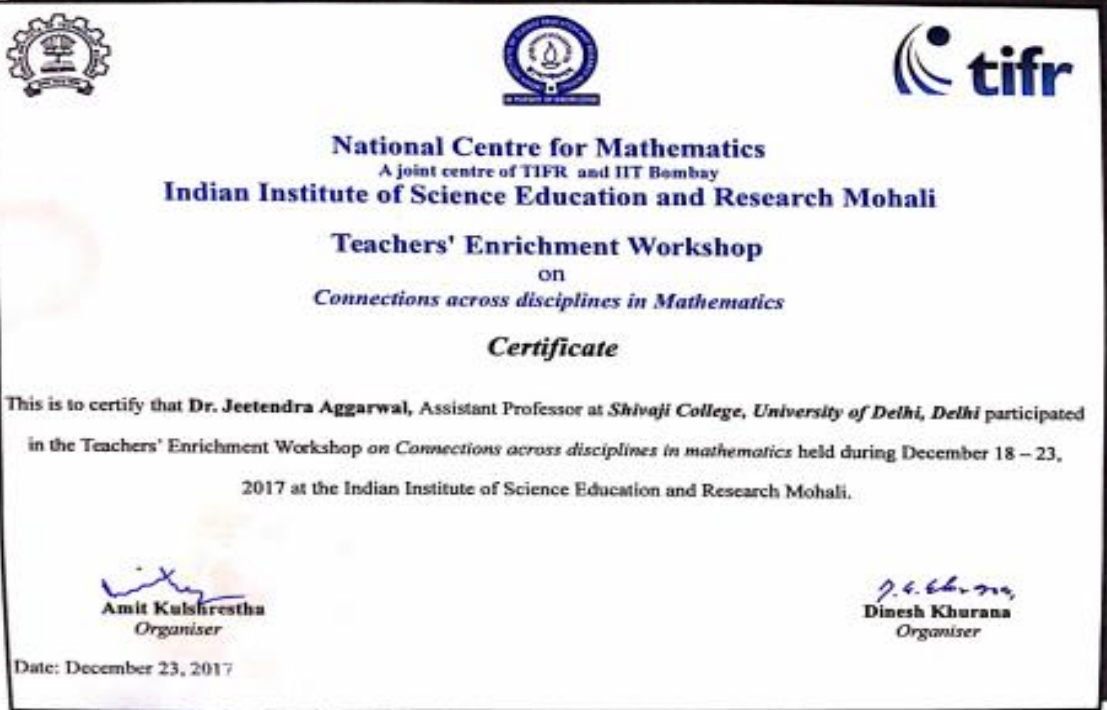 tifr
National Centre for Mathematics
A joint centre of TIFR and IIT Bombay
Indian Institute of Science Education and Research Mohali
Teachers' Enrichment Workshop
on
Connections across disciplines in Mathematics
Certificate
This is to certify that Dr. Jeetendra Aggarwal, Assistant Professor at Shivaji College, University of Delhi, Delhi participated
in the Teachers' Enrichment Workshop on Connections across disciplines in mathematics held during December 18 – 23,
2017 at the Indian Institute of Science Education and Research Mohali.
Amit Kulshrestha
Organiser
Dinesh Khurana
Organiser
Date: December 23, 2017